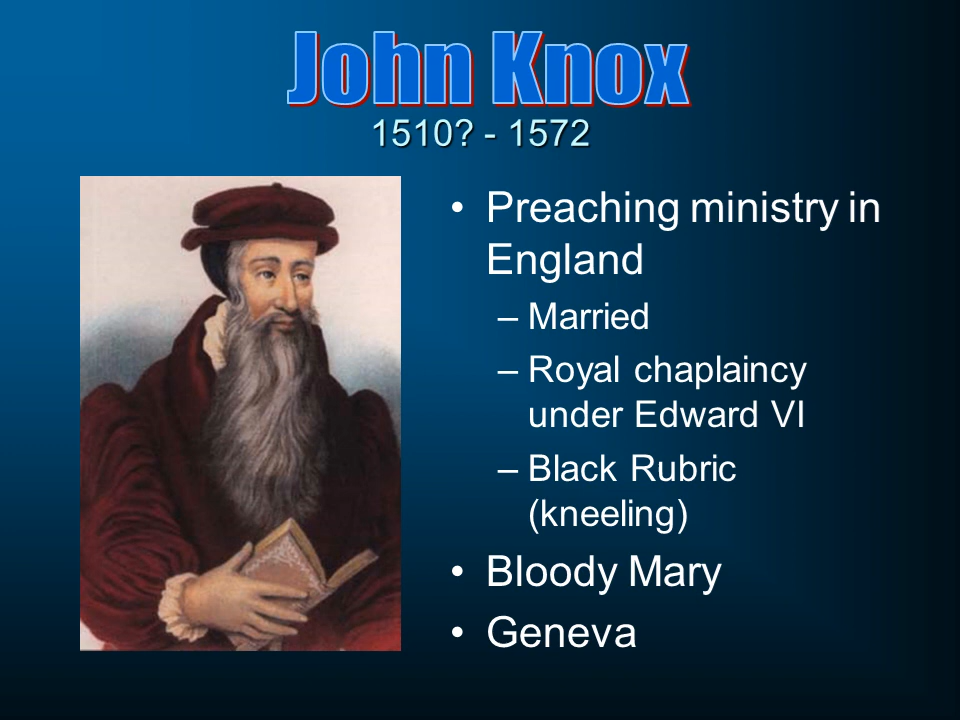 John Knox
1510? - 1572
• Preaching ministry in
England
– Married
– Royal chaplaincy
under Edward VI
– Black Rubric
(kneeling)
• Bloody Mary
• Geneva